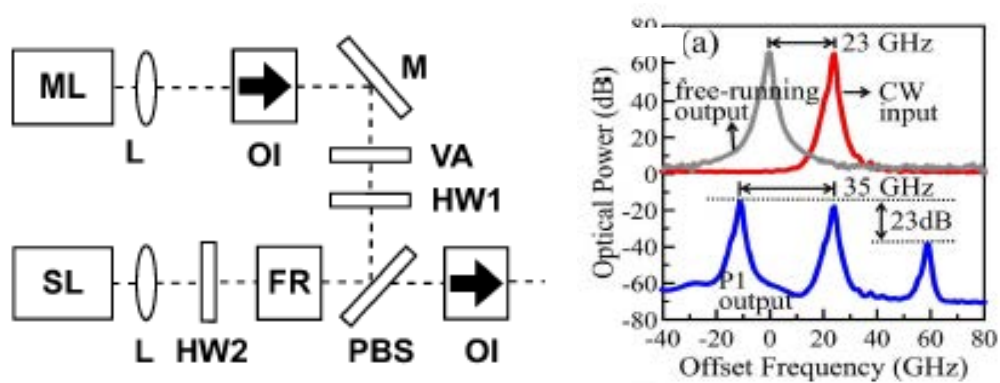 ML
L
OI
M
VA
HW1
SL
L
HW2
FR
PBS
OI
(a)
23 GHz
free-running
output
CW
input
35 GHz
23dB
P1
output
Optical Power (dB)
80
60
40
20
0
-20
-40
-60
-80
-40 -20 0 20 40 60 80
Offset Frequency (GHz)